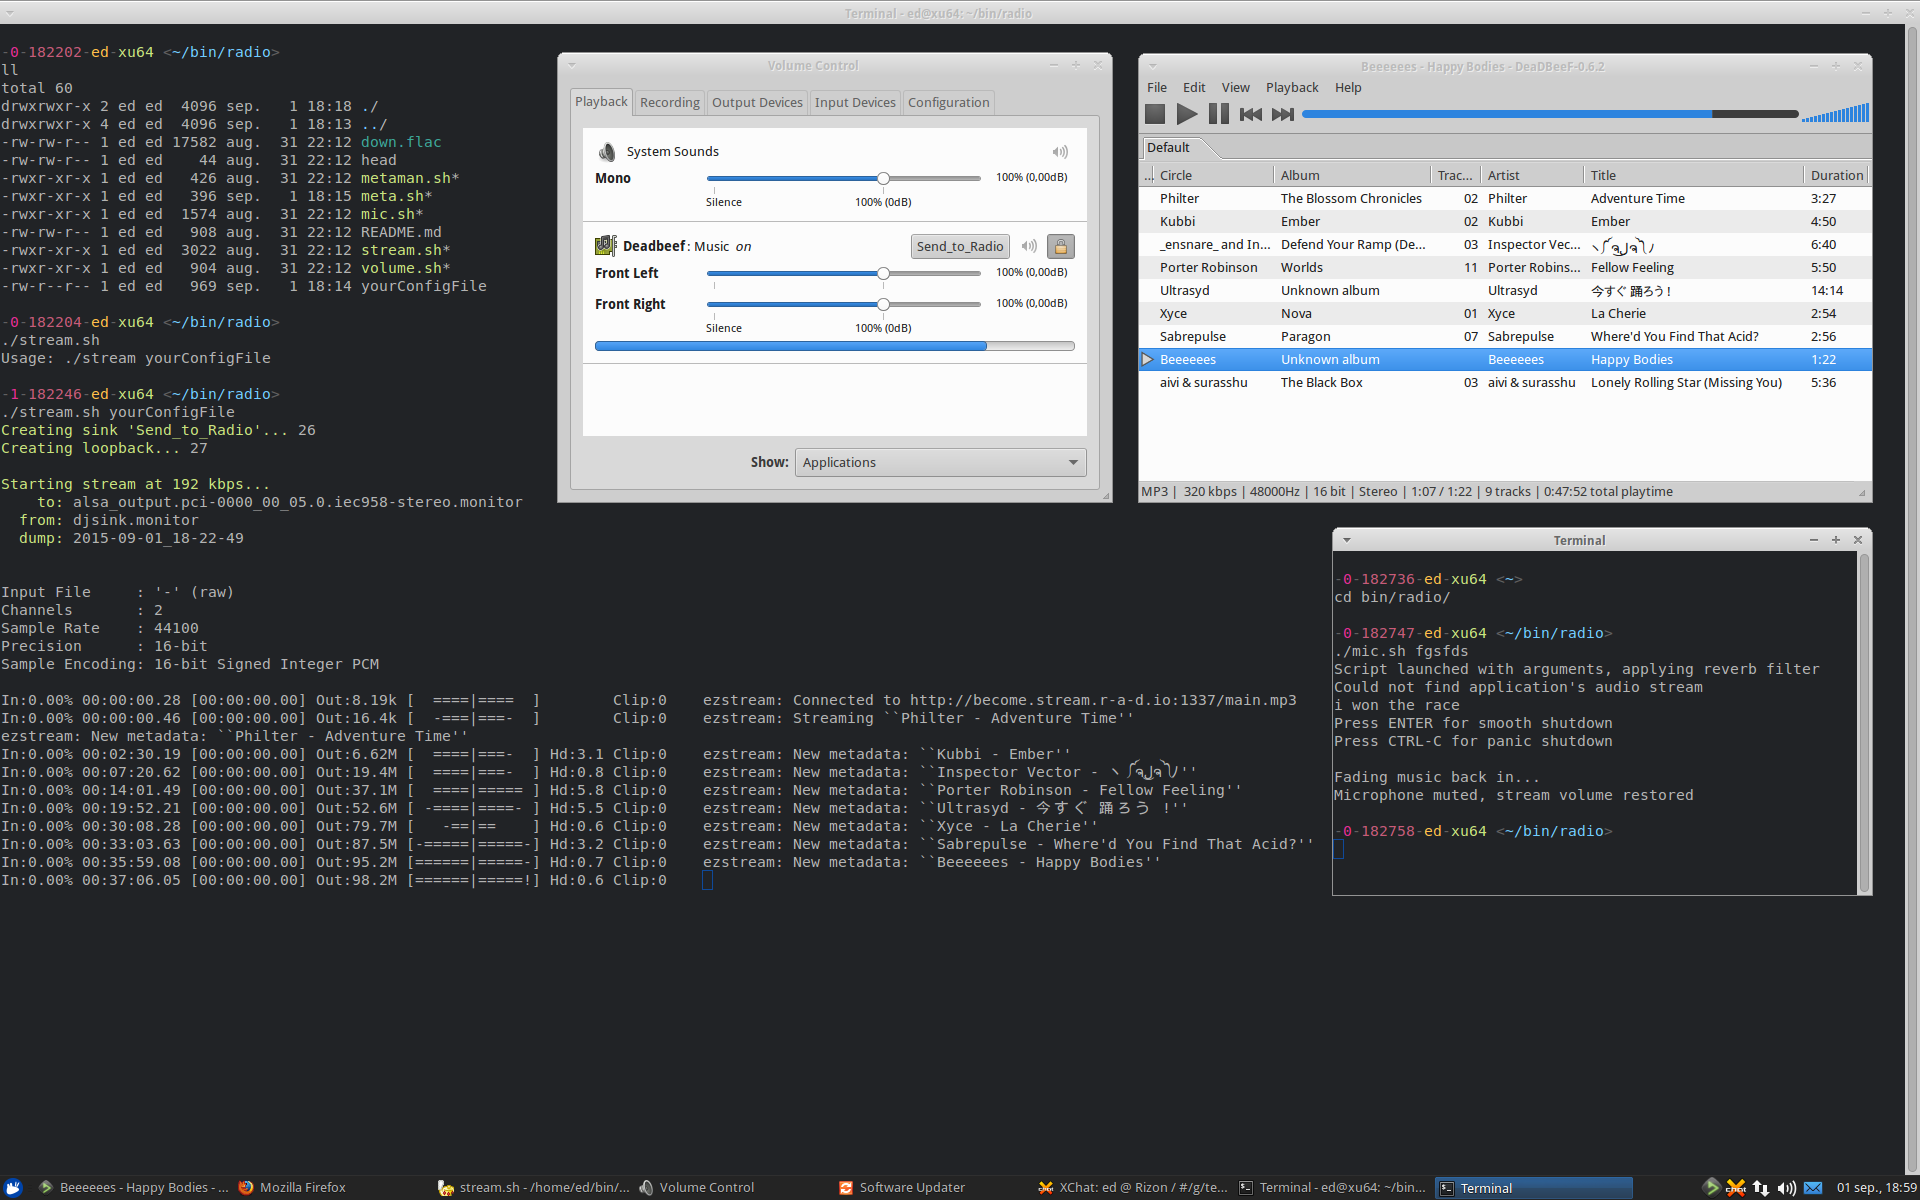 Terminal - ed@xu64: ~/bin/radio
-0-182202-ed-xu64 <~/bin/radio>
ll
total 60
drwxrwxr-x 2 ed ed  4096 sep.   1 18:18 ./
drwxrwxr-x 4 ed ed  4096 sep.   1 18:13 ../
-rw-rw-r-- 1 ed ed 17582 aug.  31 22:12 down.flac
-rw-rw-r-- 1 ed ed    44 aug.  31 22:12 head
-rwxr-xr-x 1 ed ed   426 aug.  31 22:12 metaman.sh*
-rwxr-xr-x 1 ed ed   396 sep.   1 18:15 meta.sh*
-rwxr-xr-x 1 ed ed  1574 aug.  31 22:12 mic.sh*
-rw-rw-r-- 1 ed ed   908 aug.  31 22:12 README.md
-rwxr-xr-x 1 ed ed  3022 aug.  31 22:12 stream.sh*
-rwxr-xr-x 1 ed ed   904 aug.  31 22:12 volume.sh*
-rw-r--r-- 1 ed ed   969 sep.   1 18:14 yourConfigFile
-0-182204-ed-xu64 <~/bin/radio>
./stream.sh
Usage: ./stream yourConfigFile
-1-182246-ed-xu64 <~/bin/radio>
./stream.sh yourConfigFile
Creating sink 'Send_to_Radio'... 26
Creating loopback... 27
Starting stream at 192 kbps...
to: alsa_output.pci-0000_00_05.0.iec958-stereo.monitor
from: djsink.monitor
dump: 2015-09-01_18-22-49
Input File     : '-' (raw)
Channels       : 2
Sample Rate    : 44100
Precision      : 16-bit
Sample Encoding: 16-bit Signed Integer PCM
In:0.00% 00:00:00.28 [00:00:00.00] Out:8.19k [  ====|====  ]        Clip:0    ezstream: Connected to http://become.stream.r-a-d.io:1337/main.mp3
In:0.00% 00:00:00.46 [00:00:00.00] Out:16.4k [  -===|===-  ]        Clip:0    ezstream: Streaming ``Philter - Adventure Time''
ezstream: New metadata: ``Philter - Adventure Time''
In:0.00% 00:02:30.19 [00:00:00.00] Out:6.62M [  ====|===-  ] Hd:3.1 Clip:0    ezstream: New metadata: ``Kubbi - Ember''
In:0.00% 00:07:20.62 [00:00:00.00] Out:19.4M [  ====|===-  ] Hd:0.8 Clip:0    ezstream: New metadata: ``Inspector Vector - ''
In:0.00% 00:14:01.49 [00:00:00.00] Out:37.1M [  ====|===== ] Hd:5.8 Clip:0    ezstream: New metadata: ``Porter Robinson - Fellow Feeling''
In:0.00% 00:19:52.21 [00:00:00.00] Out:52.6M [ -====|====- ] Hd:5.5 Clip:0    ezstream: New metadata: ``Ultrasyd - 今すぐ 踊ろう !''
In:0.00% 00:30:08.28 [00:00:00.00] Out:79.7M [   -==|==    ] Hd:0.6 Clip:0    ezstream: New metadata: ``Xyce - La Cherie''
In:0.00% 00:33:03.63 [00:00:00.00] Out:87.5M [-=====|=====-] Hd:3.2 Clip:0    ezstream: New metadata: ``Sabrepulse - Where'd You Find That Acid?''
In:0.00% 00:35:59.08 [00:00:00.00] Out:95.2M [======|=====-] Hd:0.7 Clip:0    ezstream: New metadata: ``Beeeeees - Happy Bodies''
In:0.00% 00:37:06.05 [00:00:00.00] Out:98.2M [======|=====!] Hd:0.6 Clip:0
Volume Control
Playback Recording Output Devices Input Devices Configuration
System Sounds
Mono 100% (0,00dB)
Silence 100% (0dB)
Deadbeef: Music on Send_to_Radio
Front Left 100% (0,00dB)
Front Right 100% (0,00dB)
Silence 100% (0dB)
Show: Applications
Beeeeees - Happy Bodies - DeaDBeeF-0.6.2
File Edit View Playback Help
Default
... Circle Album Trac... Artist Title Duration
Philter The Blossom Chronicles 02 Philter Adventure Time 3:27
Kubbi Ember 02 Kubbi Ember 4:50
_ensnare_ and In... Defend Your Ramp (De... 03 Inspector Vec... 6:40
Porter Robinson Worlds 11 Porter Robins... Fellow Feeling 5:50
Ultrasyd Unknown album Ultrasyd 今すぐ 踊ろう! 14:14
Xyce Nova 01 Xyce La Cherie 2:54
Sabrepulse Paragon 07 Sabrepulse Where'd You Find That Acid? 2:56
Beeeeees Unknown album Beeeeees Happy Bodies 1:22
aivi & surasshu The Black Box 03 aivi & surasshu Lonely Rolling Star (Missing You) 5:36
MP3 | 320 kbps | 48000Hz | 16 bit | Stereo | 1:07 / 1:22 | 9 tracks | 0:47:52 total playtime
Terminal
-0-182736-ed-xu64 <~>
cd bin/radio/
-0-182747-ed-xu64 <~/bin/radio>
./mic.sh fgsfds
Script launched with arguments, applying reverb filter
Could not find application's audio stream
i won the race
Press ENTER for smooth shutdown
Press CTRL-C for panic shutdown
Fading music back in...
Microphone muted, stream volume restored
-0-182758-ed-xu64 <~/bin/radio>
Beeeeees - Happy Bodies - ... Mozilla Firefox stream.sh - /home/ed/bin/... Volume Control Software Updater XChat: ed @ Rizon / #/g/te... Terminal - ed@xu64: ~/bin... Terminal 01 sep., 18:59